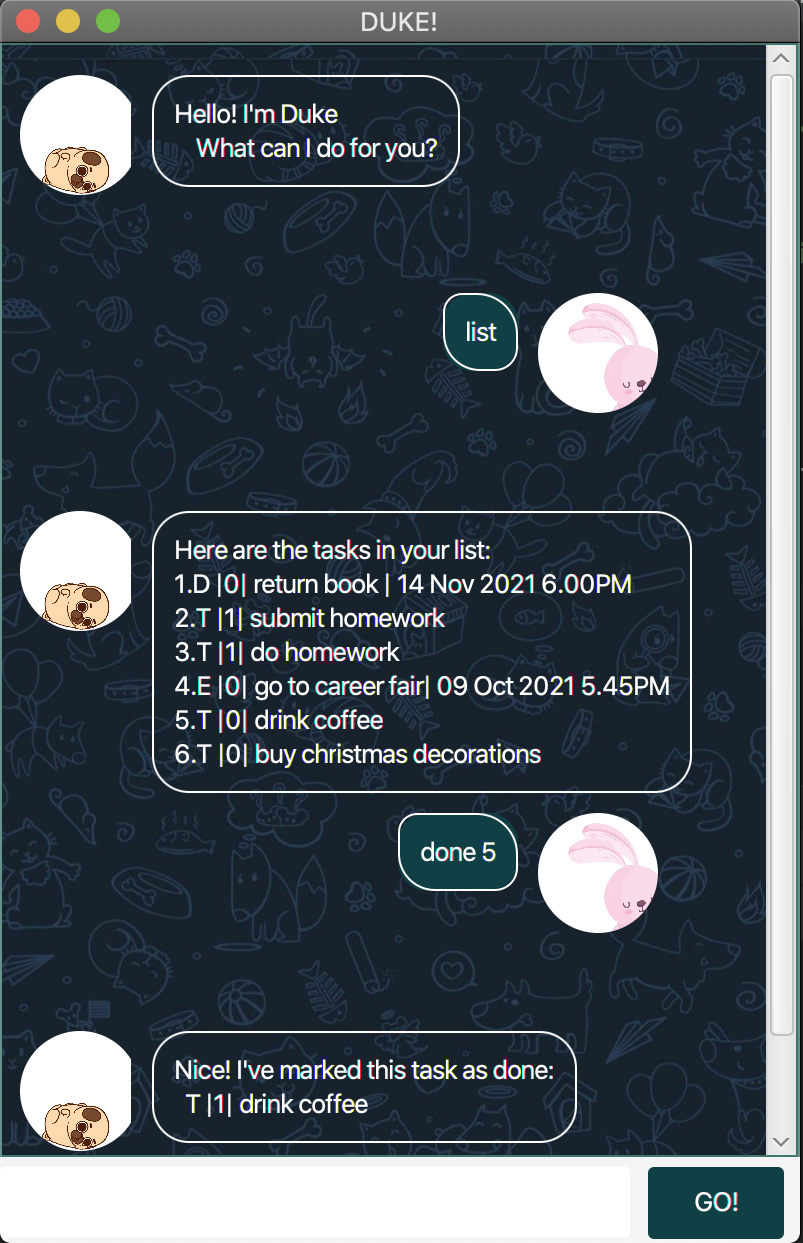 DUKE!
Hello! I'm Duke
What can I do for you?
list
Here are the tasks in your list:
1.D |0| return book | 14 Nov 2021 6.00PM
2.T |1| submit homework
3.T |1| do homework
4.E |0| go to career fair| 09 Oct 2021 5.45PM
5.T |0| drink coffee
6.T |0| buy christmas decorations
done 5
Nice! I've marked this task as done:
T |1| drink coffee
GO!